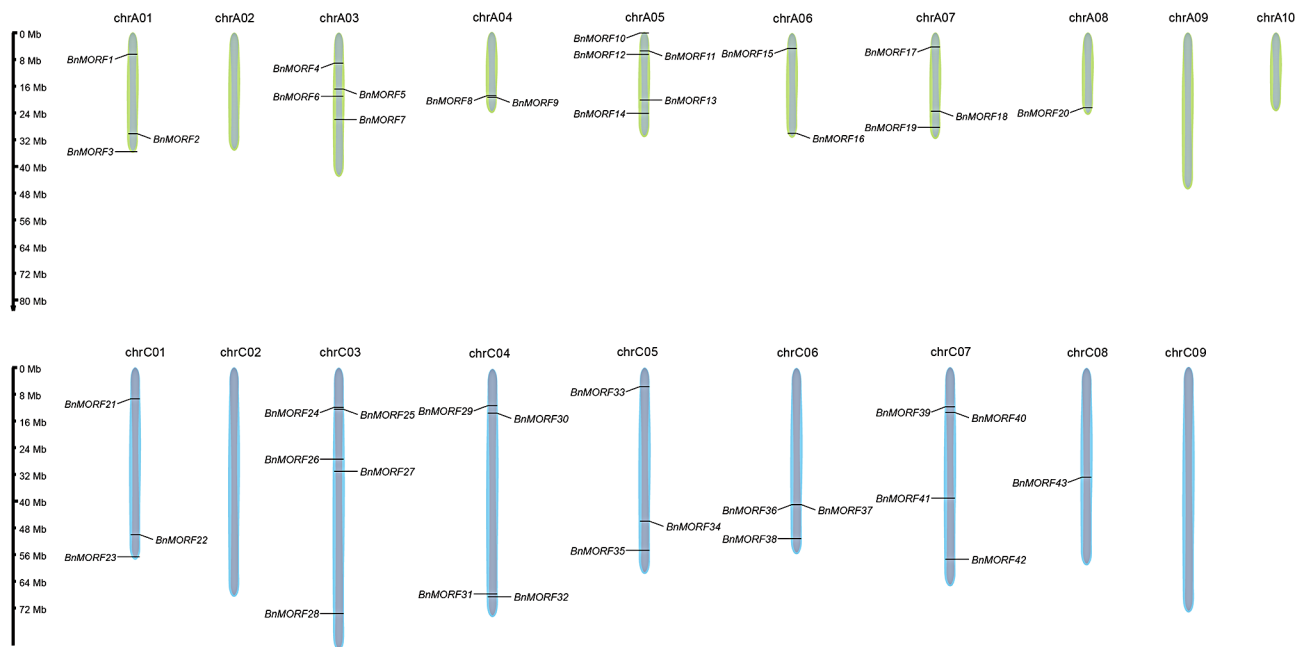 chrA01 chrA02 chrA03 chrA04 chrA05 chrA06 chrA07 chrA08 chrA09 chrA10
0 Mb
8 Mb
16 Mb
24 Mb
32 Mb
40 Mb
48 Mb
56 Mb
64 Mb
72 Mb
80 Mb
BnMORF1
BnMORF2
BnMORF3
BnMORF4
BnMORF5
BnMORF6
BnMORF7
BnMORF8
BnMORF9
BnMORF10
BnMORF11
BnMORF12
BnMORF13
BnMORF14
BnMORF15
BnMORF16
BnMORF17
BnMORF18
BnMORF19
BnMORF20
chrC01 chrC02 chrC03 chrC04 chrC05 chrC06 chrC07 chrC08 chrC09
0 Mb
8 Mb
16 Mb
24 Mb
32 Mb
40 Mb
48 Mb
56 Mb
64 Mb
72 Mb
BnMORF21
BnMORF22
BnMORF23
BnMORF24
BnMORF25
BnMORF26
BnMORF27
BnMORF28
BnMORF29
BnMORF30
BnMORF31
BnMORF32
BnMORF33
BnMORF34
BnMORF35
BnMORF36
BnMORF37
BnMORF38
BnMORF39
BnMORF40
BnMORF41
BnMORF42
BnMORF43